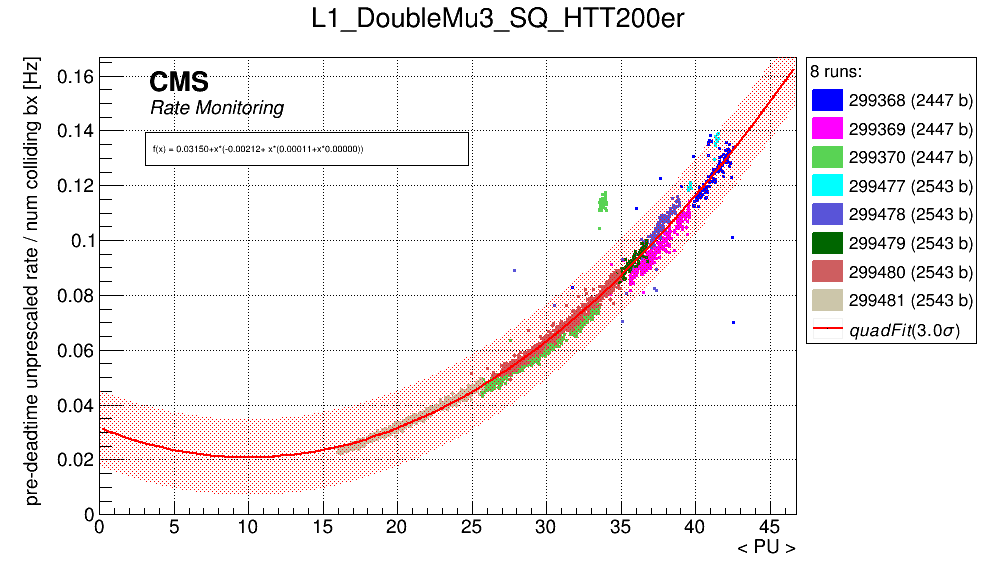 L1_DoubleMu3_SQ_HTT200er
pre-deadtime unprescaled rate / num colliding bx [Hz]
0.16
0.14
0.12
0.1
0.08
0.06
0.04
0.02
0
CMS
Rate Monitoring
f(x) = 0.03150+x*(-0.00212+ x*(0.00011+x*0.00000))
0 5 10 15 20 25 30 35 40 45
< PU >
8 runs:
299368 (2447 b)
299369 (2447 b)
299370 (2447 b)
299477 (2543 b)
299478 (2543 b)
299479 (2543 b)
299480 (2543 b)
299481 (2543 b)
quadFit(3.0σ)